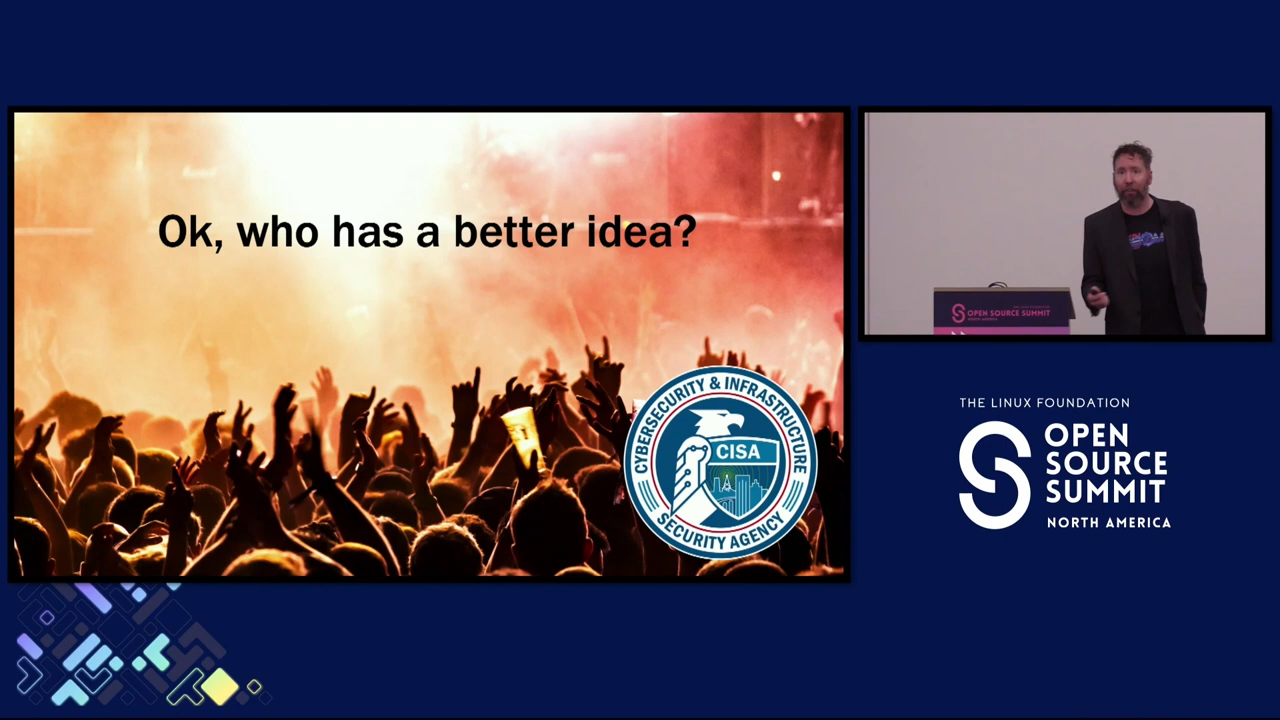 Ok, who has a better idea?
CYBERSECURITY & INFRASTRUCTURE
CISA
SECURITY AGENCY
OPEN SOURCE SUMMIT
THE LINUX FOUNDATION
OPEN
SOURCE
SUMMIT
NORTH AMERICA